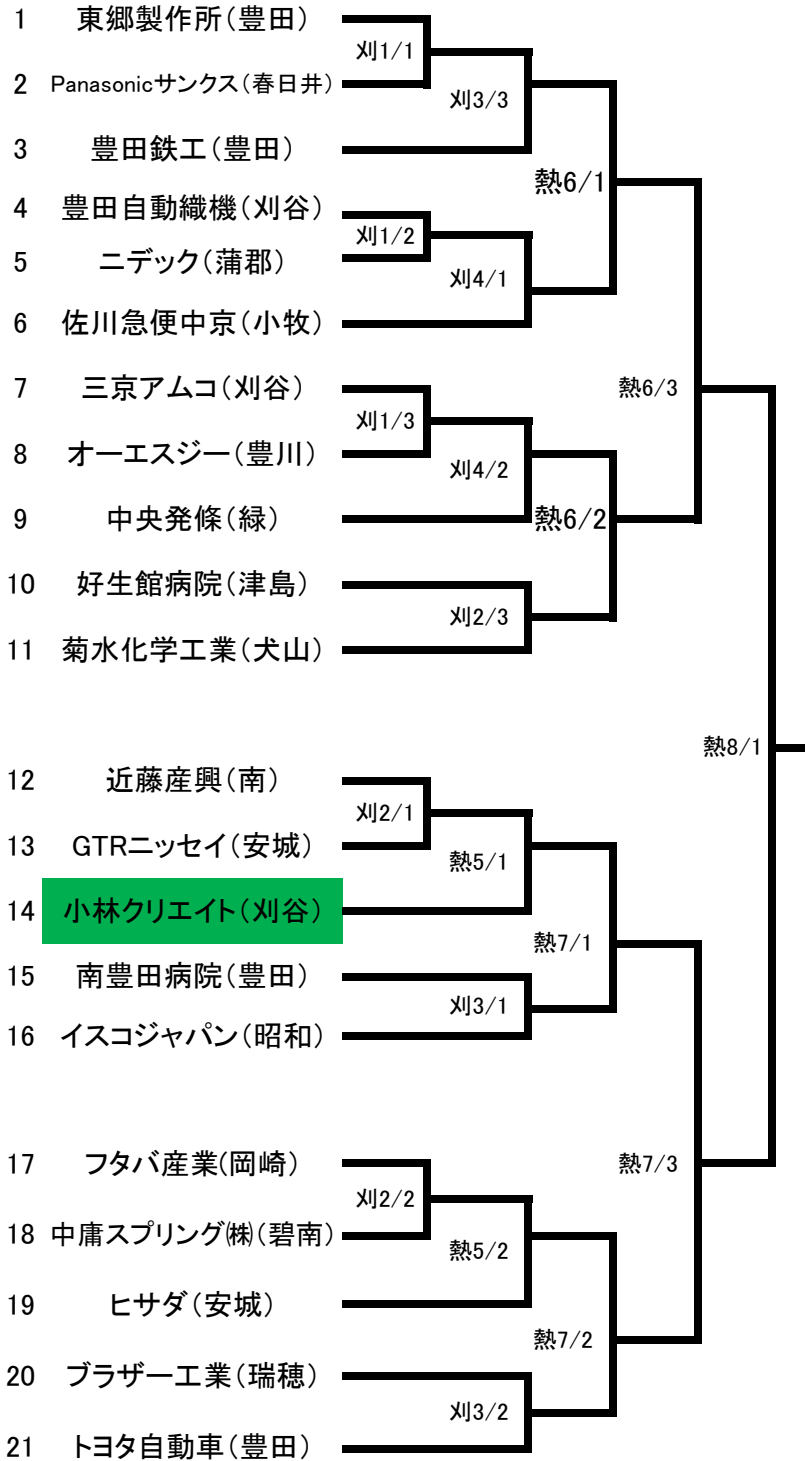 1 東郷製作所(豊田)
刈1/1
2 Panasonicサンクス(春日井)
刈3/3
3 豊田鉄工(豊田)
熱6/1
4 豊田自動織機(刈谷)
刈1/2
5 ニデック(蒲郡)
刈4/1
6 佐川急便中京(小牧)
熱6/3
7 三京アムコ(刈谷)
刈1/3
8 オーエスジー(豊川)
刈4/2
9 中央発條(緑)
熱6/2
10 好生館病院(津島)
刈2/3
11 菊水化学工業(犬山)
熱8/1
12 近藤産興(南)
刈2/1
13 GTRニッセイ(安城)
熱5/1
14 小林クリエイト(刈谷)
熱7/1
15 南豊田病院(豊田)
刈3/1
16 イスコジャパン(昭和)
17 フタバ産業(岡崎)
熱7/3
刈2/2
18 中庸スプリング㈱(碧南)
熱5/2
19 ヒサダ(安城)
熱7/2
20 ブラザー工業(瑞穂)
刈3/2
21 トヨタ自動車(豊田)